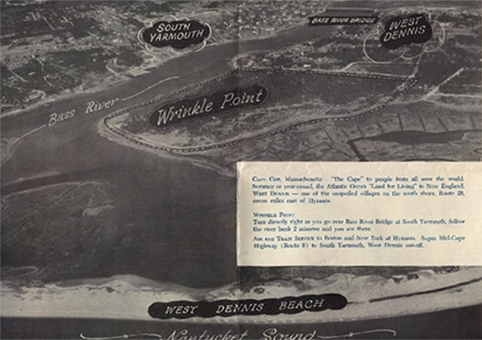 BASS RIVER BRIDGE
SOUTH
YARMOUTH
WEST
DENNIS
Bass River
Wrinkle Point
CAPE COD, Massachusetts "The Cape" to people from all over the world.
Summer or year-round, the Atlantic Ocean "Land for Living" in New England.
WEST DENNIS — one of the unspoiled villages on the south shore, Route 28,
seven miles east of Hyannis.
WRINKLE POINT
Turn directly right as you go over Bass River Bridge at South Yarmouth, follow
the river bank 2 minutes and you are there.
AIR AND TRAIN SERVICE to Boston and New York at Hyannis. Super Mid-Cape
Highway (Route 6) to South Yarmouth, West Dennis cut-off.
WEST DENNIS BEACH
Nantucket Sound